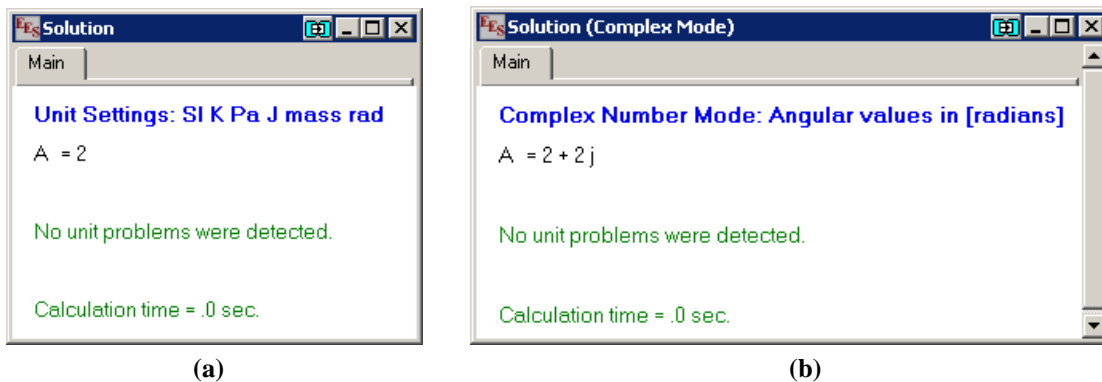 EES Solution
Main
Unit Settings: SI K Pa J mass rad
A = 2
No unit problems were detected.
Calculation time = .0 sec.
(a)
EES Solution (Complex Mode)
Main
Complex Number Mode: Angular values in [radians]
A = 2 + 2 j
No unit problems were detected.
Calculation time = .0 sec.
(b)